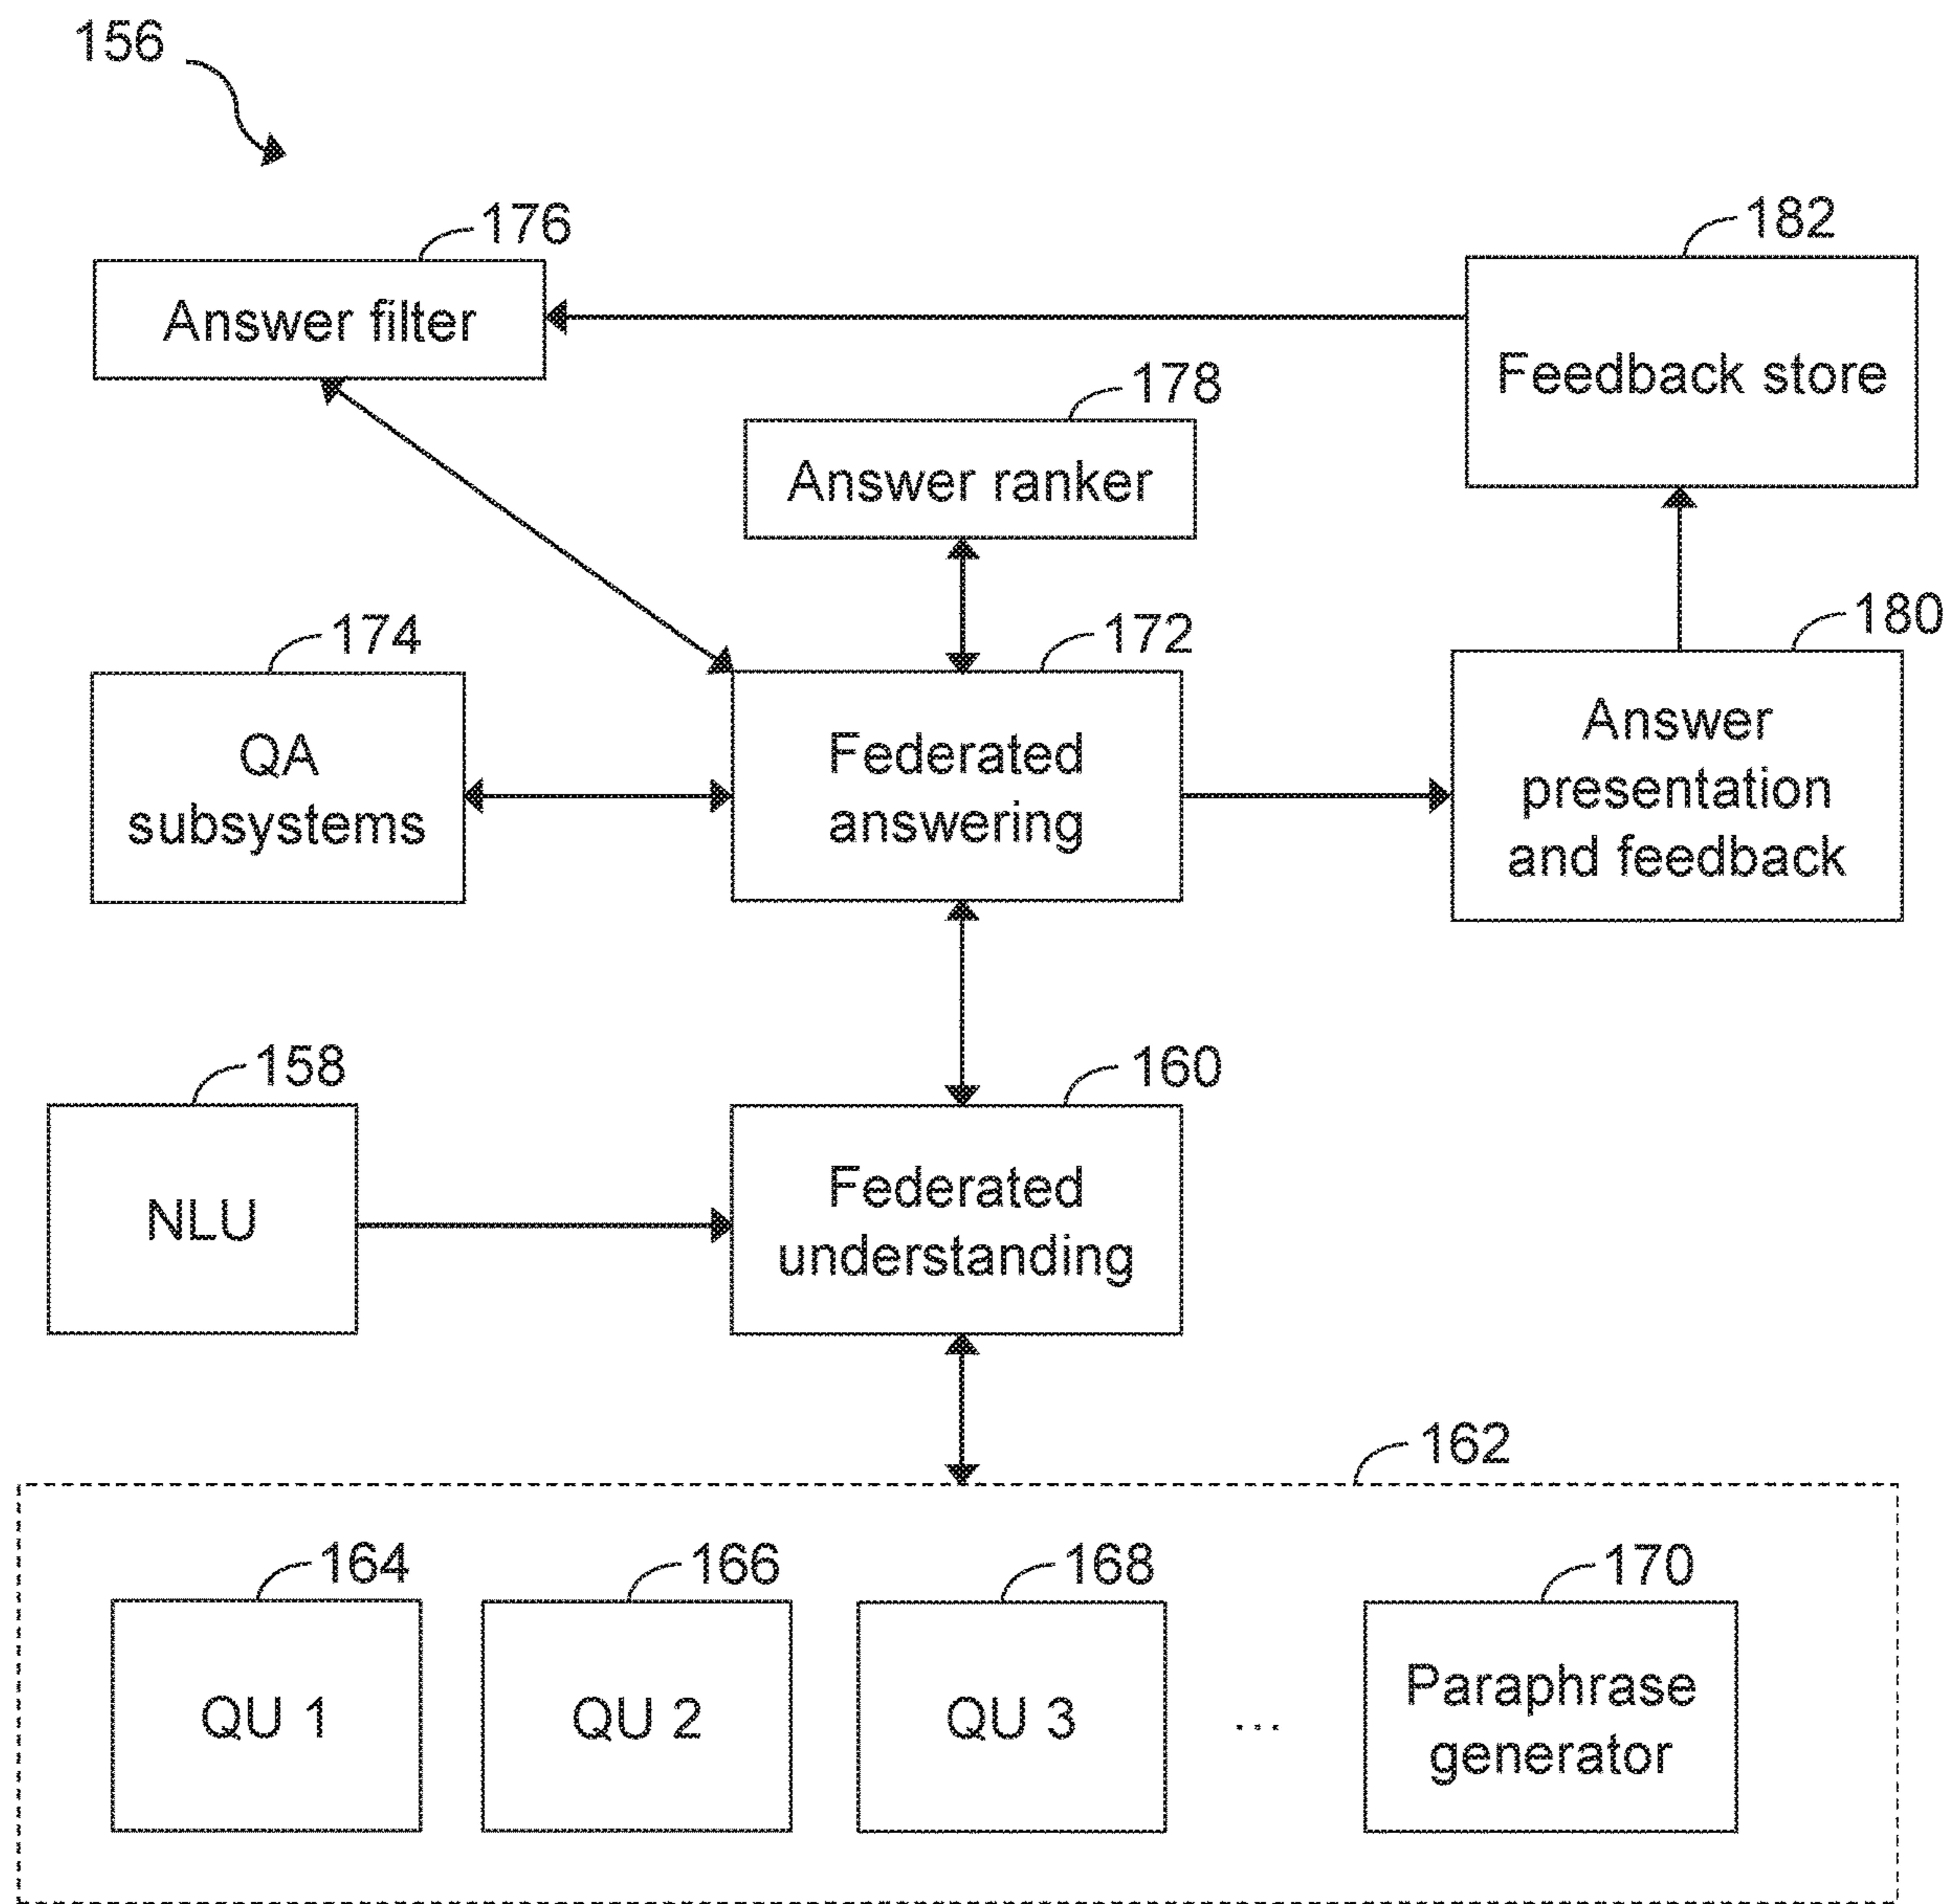 156
176
182
Answer filter
Feedback store
178
Answer ranker
174
172
180
QA
subsystems
Federated
answering
Answer
presentation
and feedback
158
160
NLU
Federated
understanding
162
164
166
168
170
QU 1
QU 2
QU 3
...
Paraphrase
generator